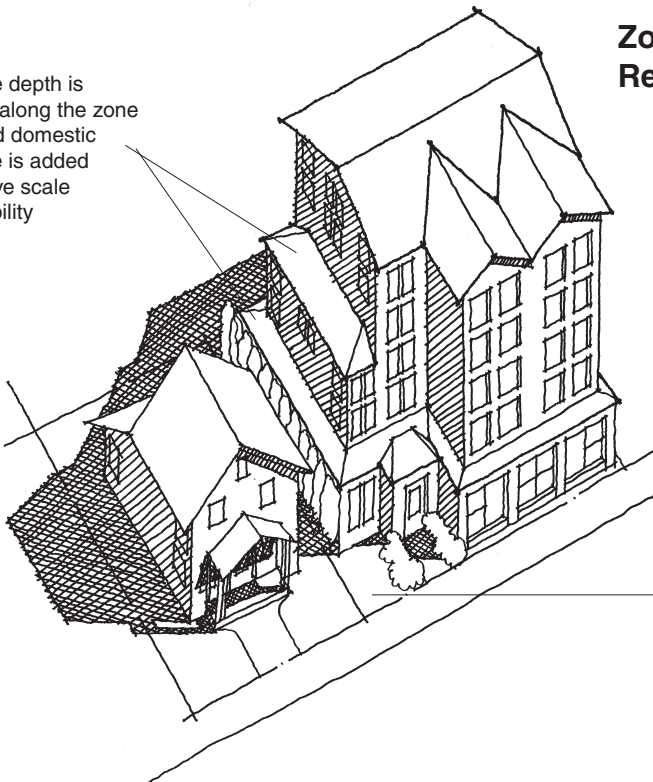 Zo
Re
e depth is
along the zone
d domestic
e is added
ve scale
bility